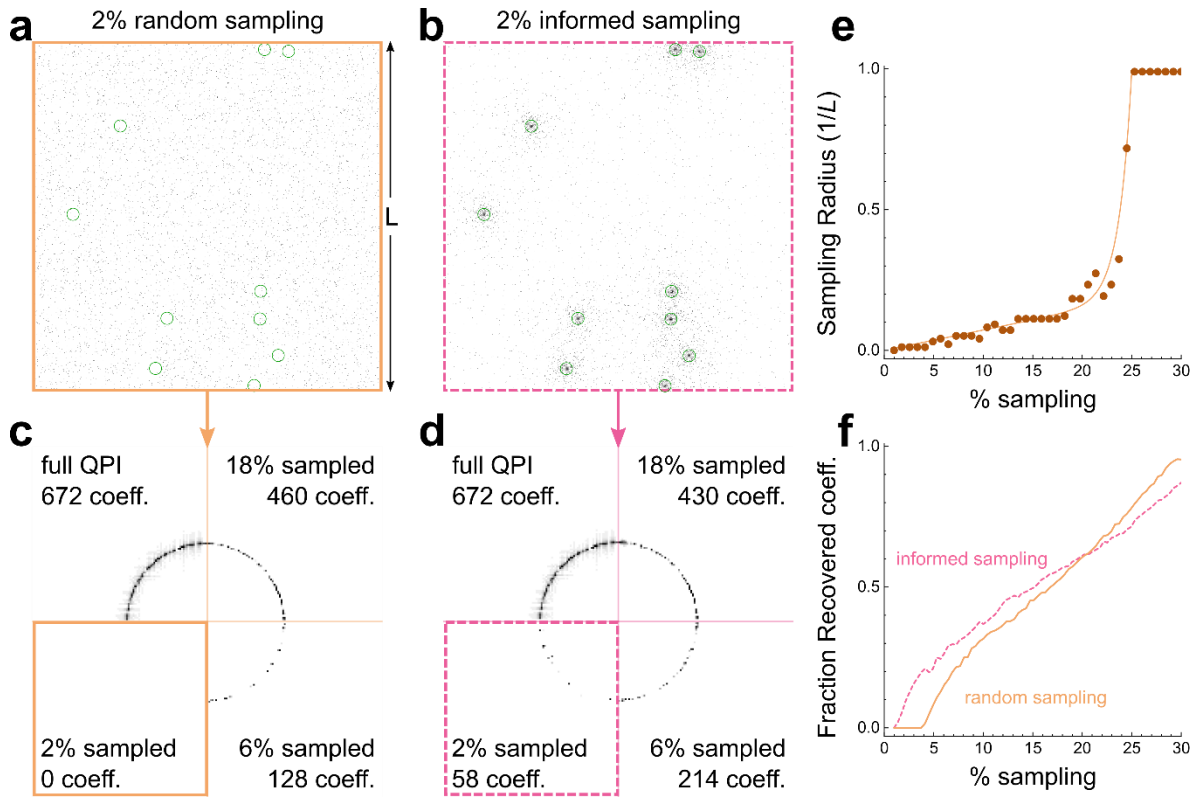 a
2% random sampling
L
b
2% informed sampling
c
full QPI
672 coeff.
18% sampled
460 coeff.
2% sampled
0 coeff.
6% sampled
128 coeff.
d
full QPI
672 coeff.
18% sampled
430 coeff.
2% sampled
58 coeff.
6% sampled
214 coeff.
e
Sampling Radius (1/L)
1.0
0.5
0.0
0 5 10 15 20 25 30
% sampling
f
Fraction Recovered coeff.
1.0
0.5
0.0
informed sampling
random sampling
0 5 10 15 20 25 30
% sampling